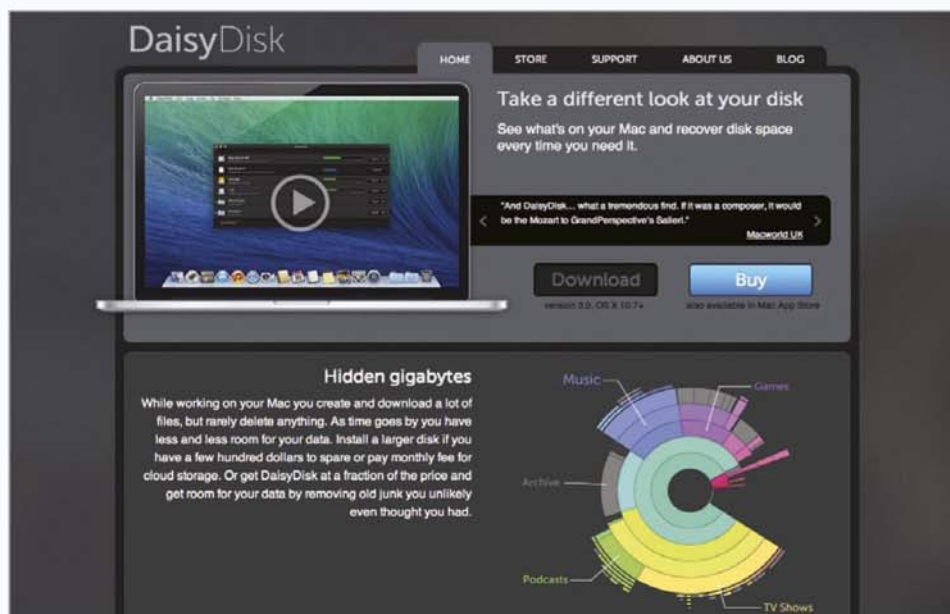 DaisyDisk
HOME STORE SUPPORT ABOUT US BLOG
Take a different look at your disk
See what's on your Mac and recover disk space
every time you need it.
"And DaisyDisk... what a tremendous find. If it was a composer, it would
be the Mozart to GrandPerspective's Salieri."
Macworld UK
Download
Buy
version 3.0, OS X 10.7+
also available in Mac App Store
Hidden gigabytes
While working on your Mac you create and download a lot of
files, but rarely delete anything. As time goes by you have
less and less room for your data. Install a larger disk if you
have a few hundred dollars to spare or pay monthly fee for
cloud storage. Or get DaisyDisk at a fraction of the price and
get room for your data by removing old junk you unlikely
even thought you had.
Music
Games
Archive
Podcasts
TV Shows